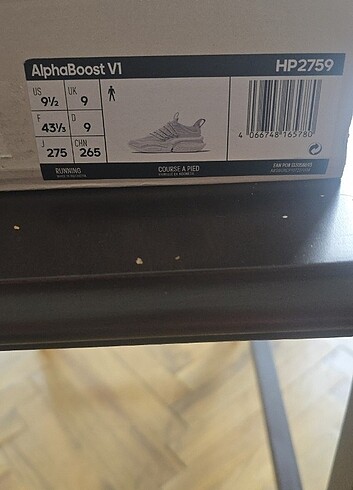 AlphaBoost V1 HP2759
US 9½ UK 9
F 43⅓ D 9
J 275 CHN 265
4 066748 165780
RUNNING COURSE A PIED